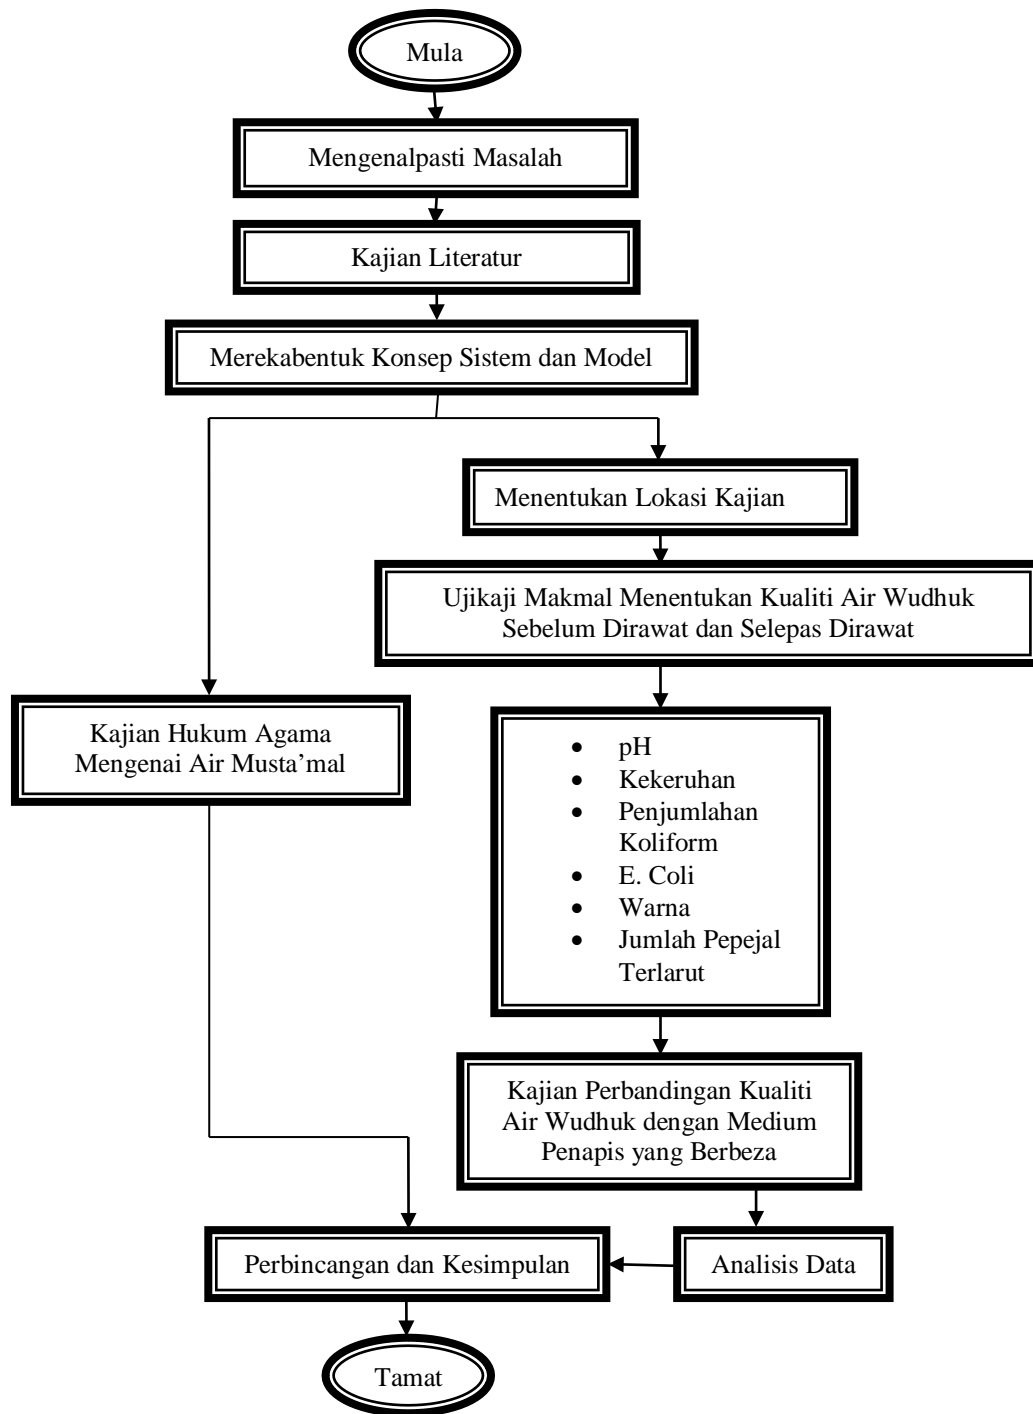 Mula
Mengenalpasti Masalah
Kajian Literatur
Merekabentuk Konsep Sistem dan Model
Menentukan Lokasi Kajian
Ujikaji Makmal Menentukan Kualiti Air Wudhuk
Sebelum Dirawat dan Selepas Dirawat
Kajian Hukum Agama
Mengenai Air Musta’mal
• pH
• Kekeruhan
• Penjumlahan
Koliform
• E. Coli
• Warna
• Jumlah Pepejal
Terlarut
Kajian Perbandingan Kualiti
Air Wudhuk dengan Medium
Penapis yang Berbeza
Perbincangan dan Kesimpulan
Analisis Data
Tamat